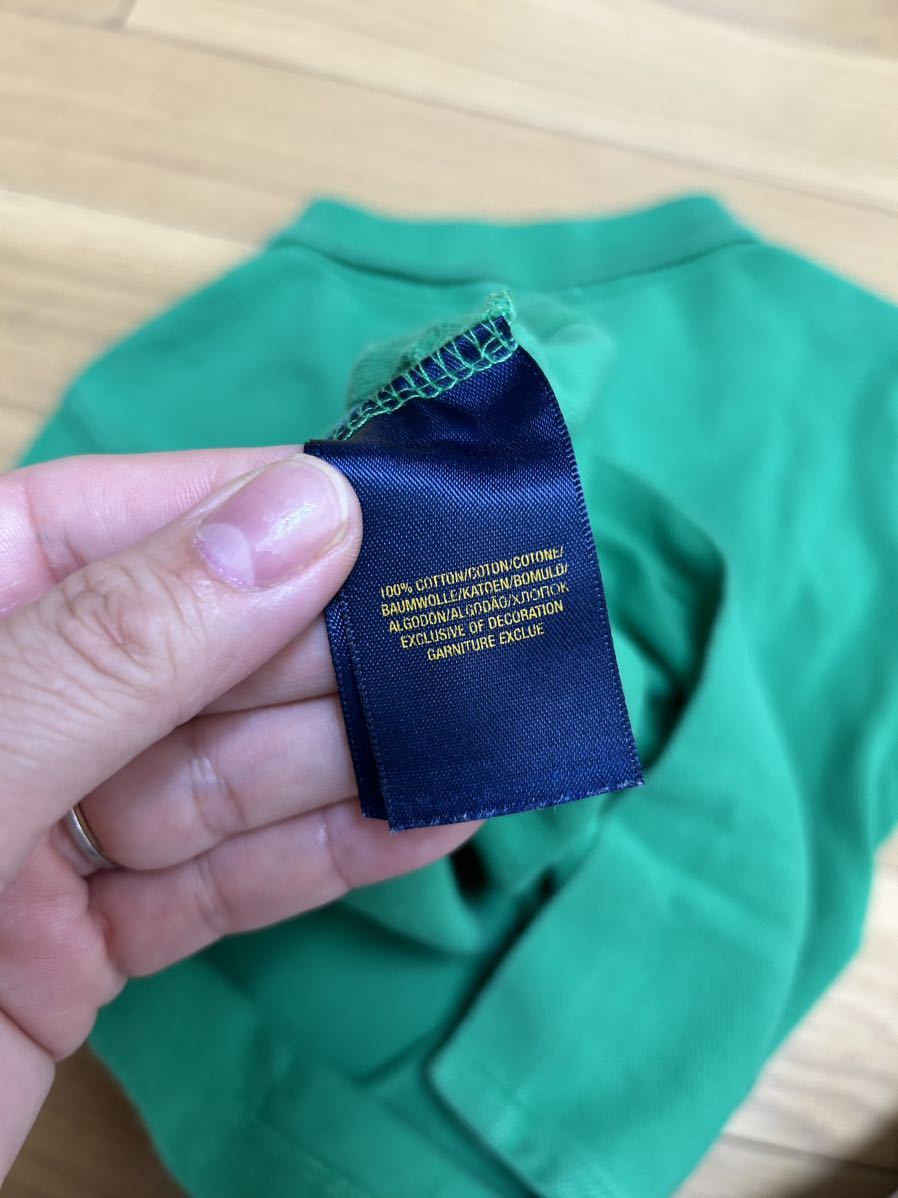 100% COTTON/COTON/COTONE/
BAUMWOLLE/KATOEN/BOMULD/
ALGODÓN/ALGODÃO/ХЛОПОК
EXCLUSIVE OF DECORATION
GARNITURE EXCLUE